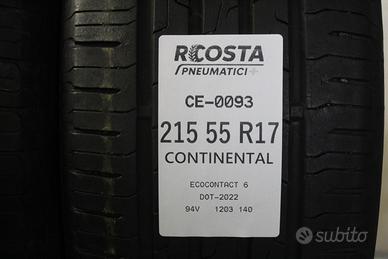 RCOSTA
PNEUMATICI+
CE-0093
215 55 R17
CONTINENTAL
ECOCONTACT 6
DOT-2022
94V 1203 140
subito